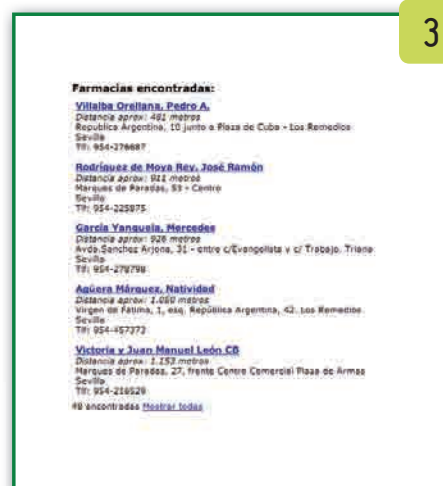 3
Farmacias encontradas:
Villalba Orellana, Pedro A.
Distancia aprox: 481 metros
Republica Argentina, 10 junto a Plaza de Cuba - Los Remedios
Sevilla
Tlf: 954-276687
Rodríguez de Moya Rey, José Ramón
Distancia aprox: 911 metros
Marques de Paradas, 53 - Centro
Sevilla
Tlf: 954-225975
García Yanquela, Mercedes
Distancia aprox: 926 metros
Avda.Sanchez Arjona, 31 - entre c/Evangelista y c/ Trabajo. Triana
Sevilla
Tlf: 954-278798
Agüera Márquez, Natividad
Distancia aprox: 1.060 metros
Virgen de Fatima, 1, esq. República Argentina, 42. Los Remedios.
Sevilla
Tlf: 954-457372
Victoria y Juan Manuel León CB
Distancia aprox: 1.153 metros
Marques de Paradas, 27, frente Centro Comercial Plaza de Armas
Sevilla
Tlf: 954-216529
49 encontradas Mostrar todas